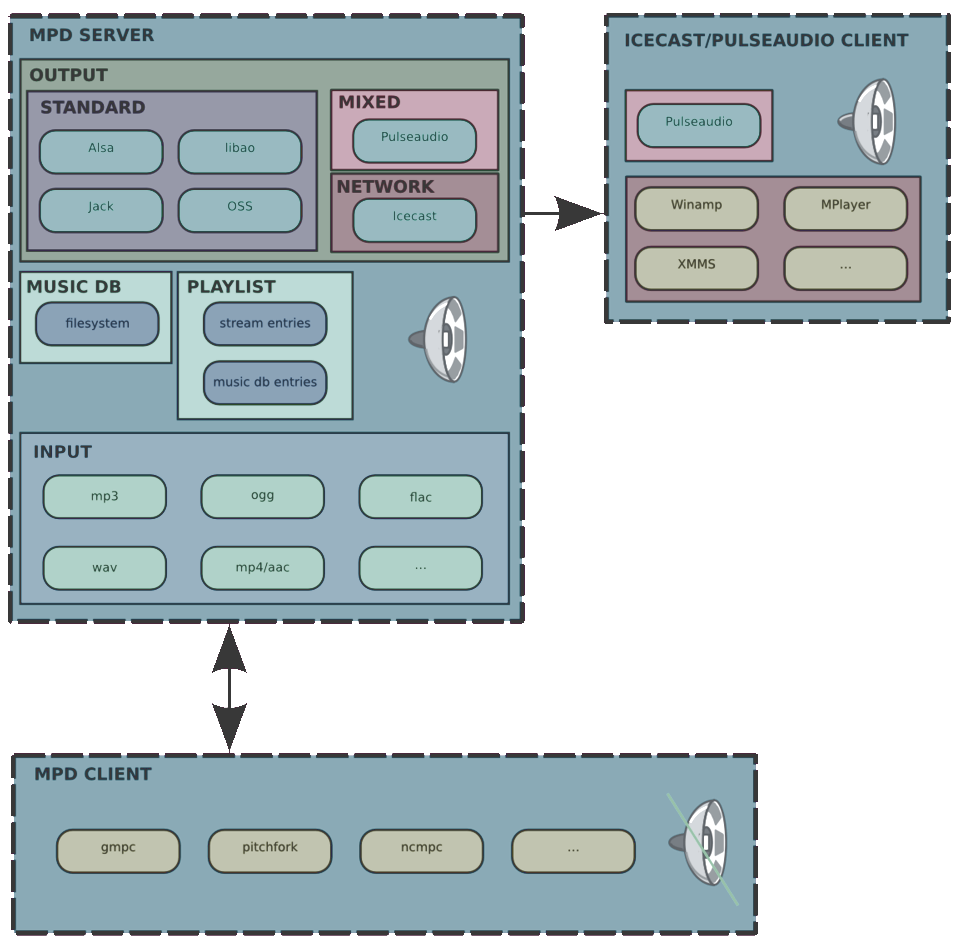 MPD SERVER
OUTPUT
STANDARD
Alsa
libao
Jack
OSS
MIXED
Pulseaudio
NETWORK
Icecast
MUSIC DB
filesystem
PLAYLIST
stream entries
music db entries
INPUT
mp3
ogg
flac
wav
mp4/aac
...
ICECAST/PULSEAUDIO CLIENT
Pulseaudio
Winamp
MPlayer
XMMS
...
MPD CLIENT
gmpc
pitchfork
ncmpc
...